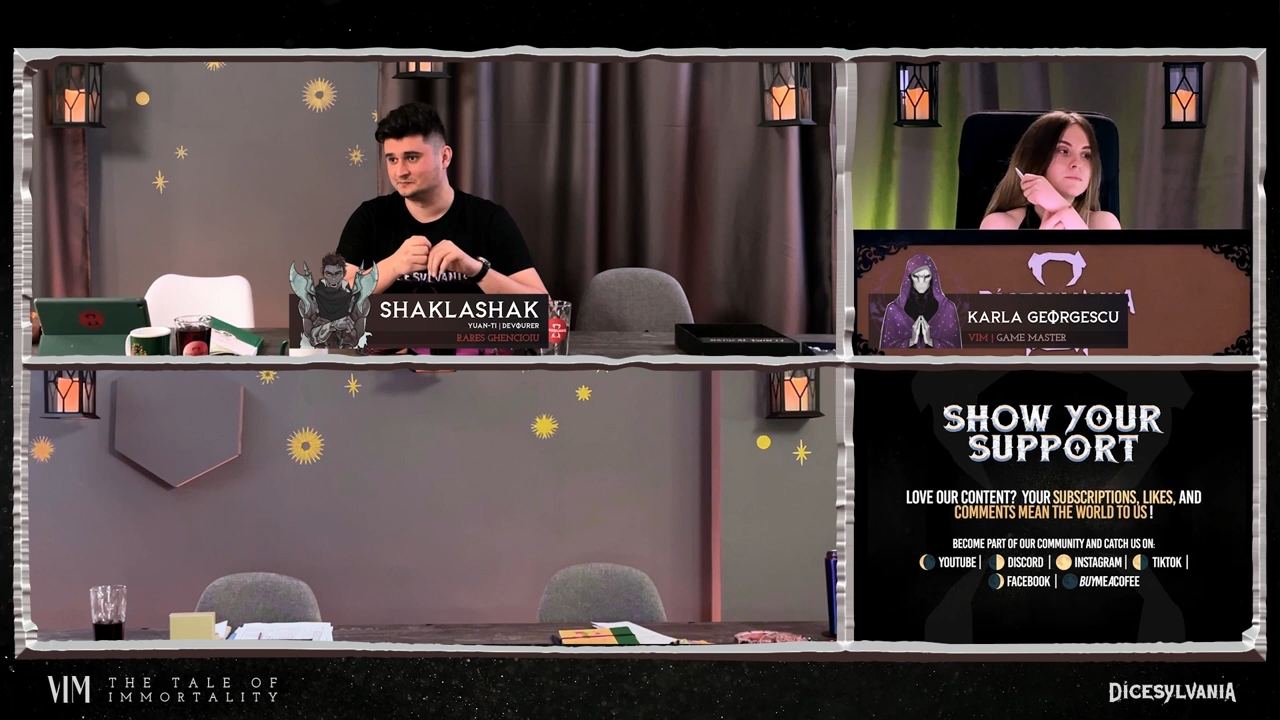 SHAKLASHAK
YUAN-TI | DEVOURER
RARES GHENCIOIU
KARLA GEORGESCU
VIM | GAME MASTER
SHOW YOUR
SUPPORT
LOVE OUR CONTENT? YOUR SUBSCRIPTIONS, LIKES, AND
COMMENTS MEAN THE WORLD TO US !
BECOME PART OF OUR COMMUNITY AND CATCH US ON:
YOUTUBE | DISCORD | INSTAGRAM | TIKTOK |
FACEBOOK | BUYMEACOFEE
VIM THE TALE OF
IMMORTALITY
DICESYLVANIA